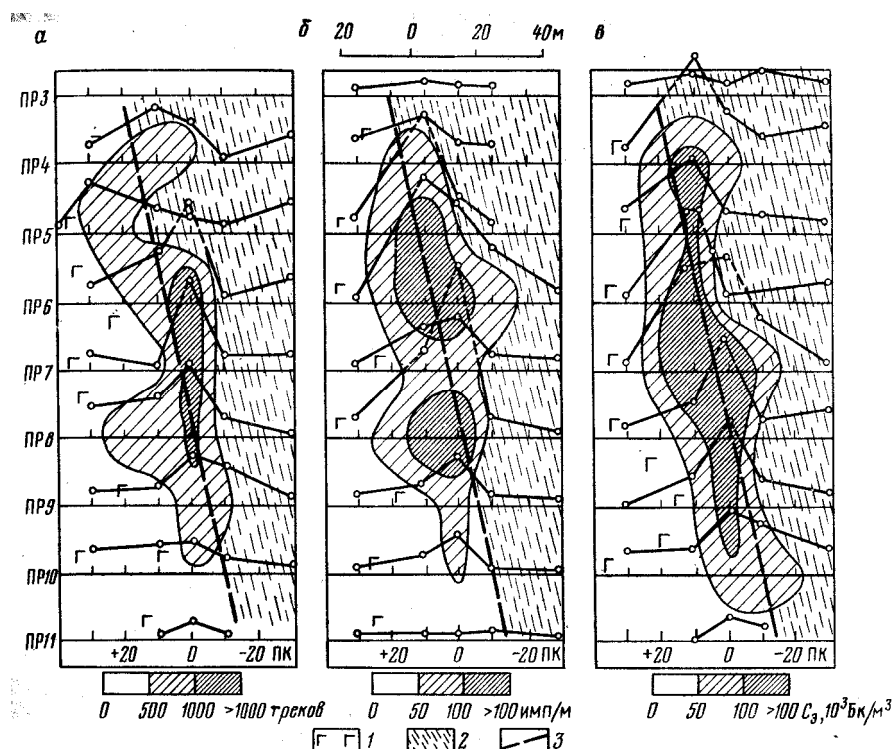 а
б
в
20 0 20 40м
ПР3
ПР4
ПР5
ПР6
ПР7
ПР8
ПР9
ПР10
ПР11
+20 0 -20 ПК
+20 0 -20 ПК
+20 0 -20 ПК
0 500 1000 >1000 треков
0 50 100 >100 имп/м
0 50 100 >100 Cэ, 10³Бк/м³
Г Г 1 2 3